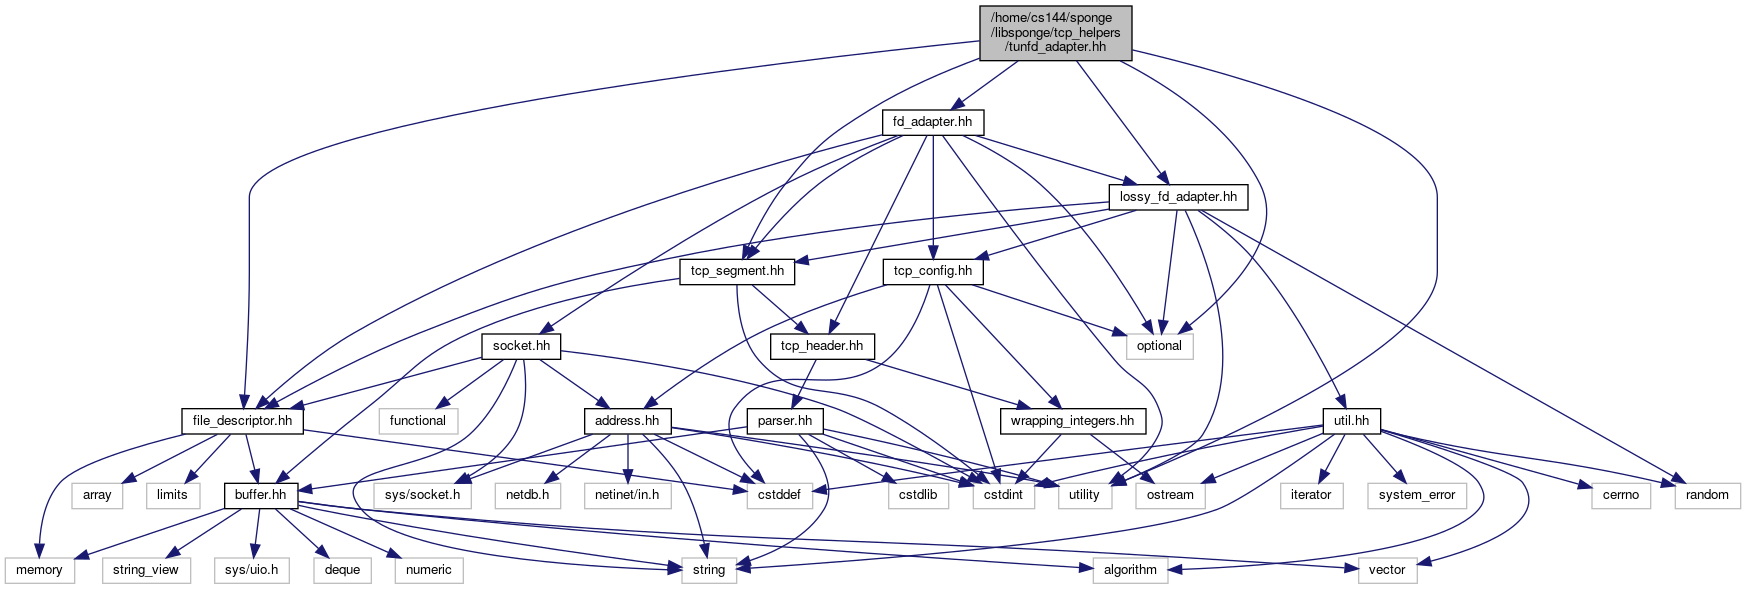 /home/cs144/sponge
/libsponge/tcp_helpers
/tunfd_adapter.hh
fd_adapter.hh
lossy_fd_adapter.hh
tcp_segment.hh
tcp_config.hh
socket.hh
tcp_header.hh
optional
file_descriptor.hh
functional
address.hh
parser.hh
wrapping_integers.hh
util.hh
array
limits
buffer.hh
sys/socket.h
netdb.h
netinet/in.h
cstddef
cstdlib
cstdint
utility
ostream
iterator
system_error
cerrno
random
memory
string_view
sys/uio.h
deque
numeric
string
algorithm
vector